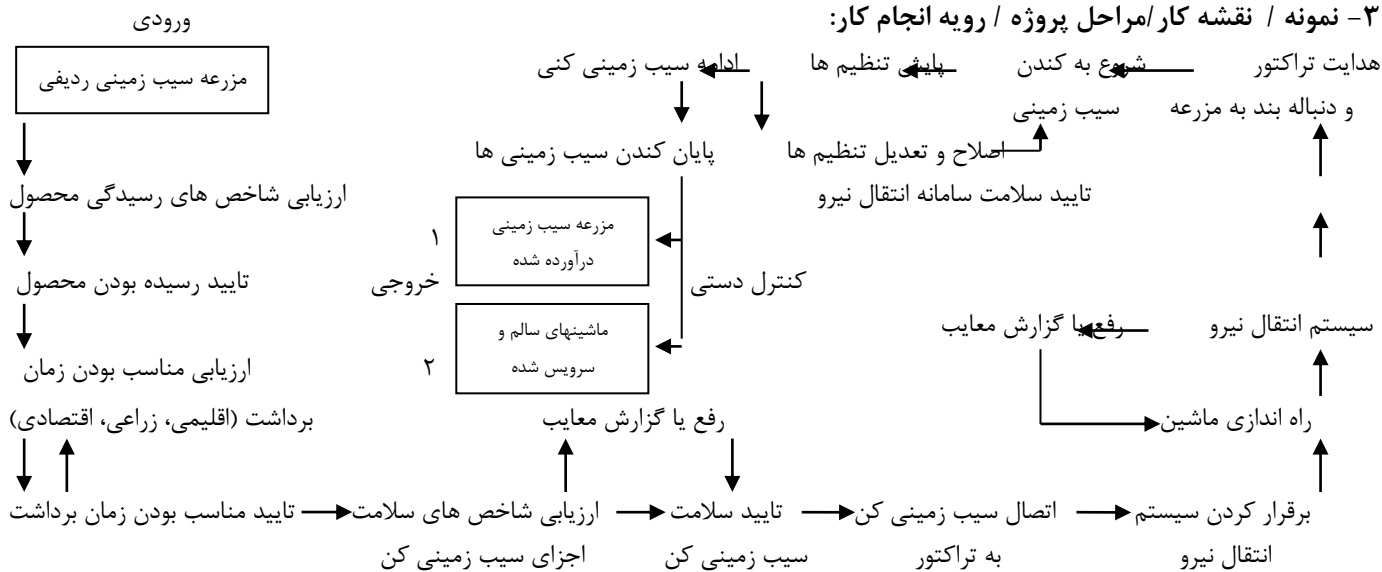 ۳- نمونه / نقشه کار/مراحل پروژه / رویه انجام کار:
ورودی
مزرعه سیب زمینی ردیفی
ارزیابی شاخص های رسیدگی محصول
تایید رسیده بودن محصول
ارزیابی مناسب بودن زمان
برداشت (اقلیمی، زراعی، اقتصادی)
تایید مناسب بودن زمان برداشت
ارزیابی شاخص های سلامت
اجزای سیب زمینی کن
رفع یا گزارش معایب
تایید سلامت
سیب زمینی کن
اتصال سیب زمینی کن
به تراکتور
برقرار کردن سیستم
انتقال نیرو
راه اندازی ماشین
سیستم انتقال نیرو
رفع یا گزارش معایب
تایید سلامت سامانه انتقال نیرو
هدایت تراکتور
و دنباله بند به مزرعه
شروع به کندن
سیب زمینی
پایش تنظیم ها
اصلاح و تعدیل تنظیم ها
ادامه سیب زمینی کنی
پایان کندن سیب زمینی ها
کنترل دستی
خروجی
۱
مزرعه سیب زمینی
درآورده شده
۲
ماشینهای سالم و
سرویس شده